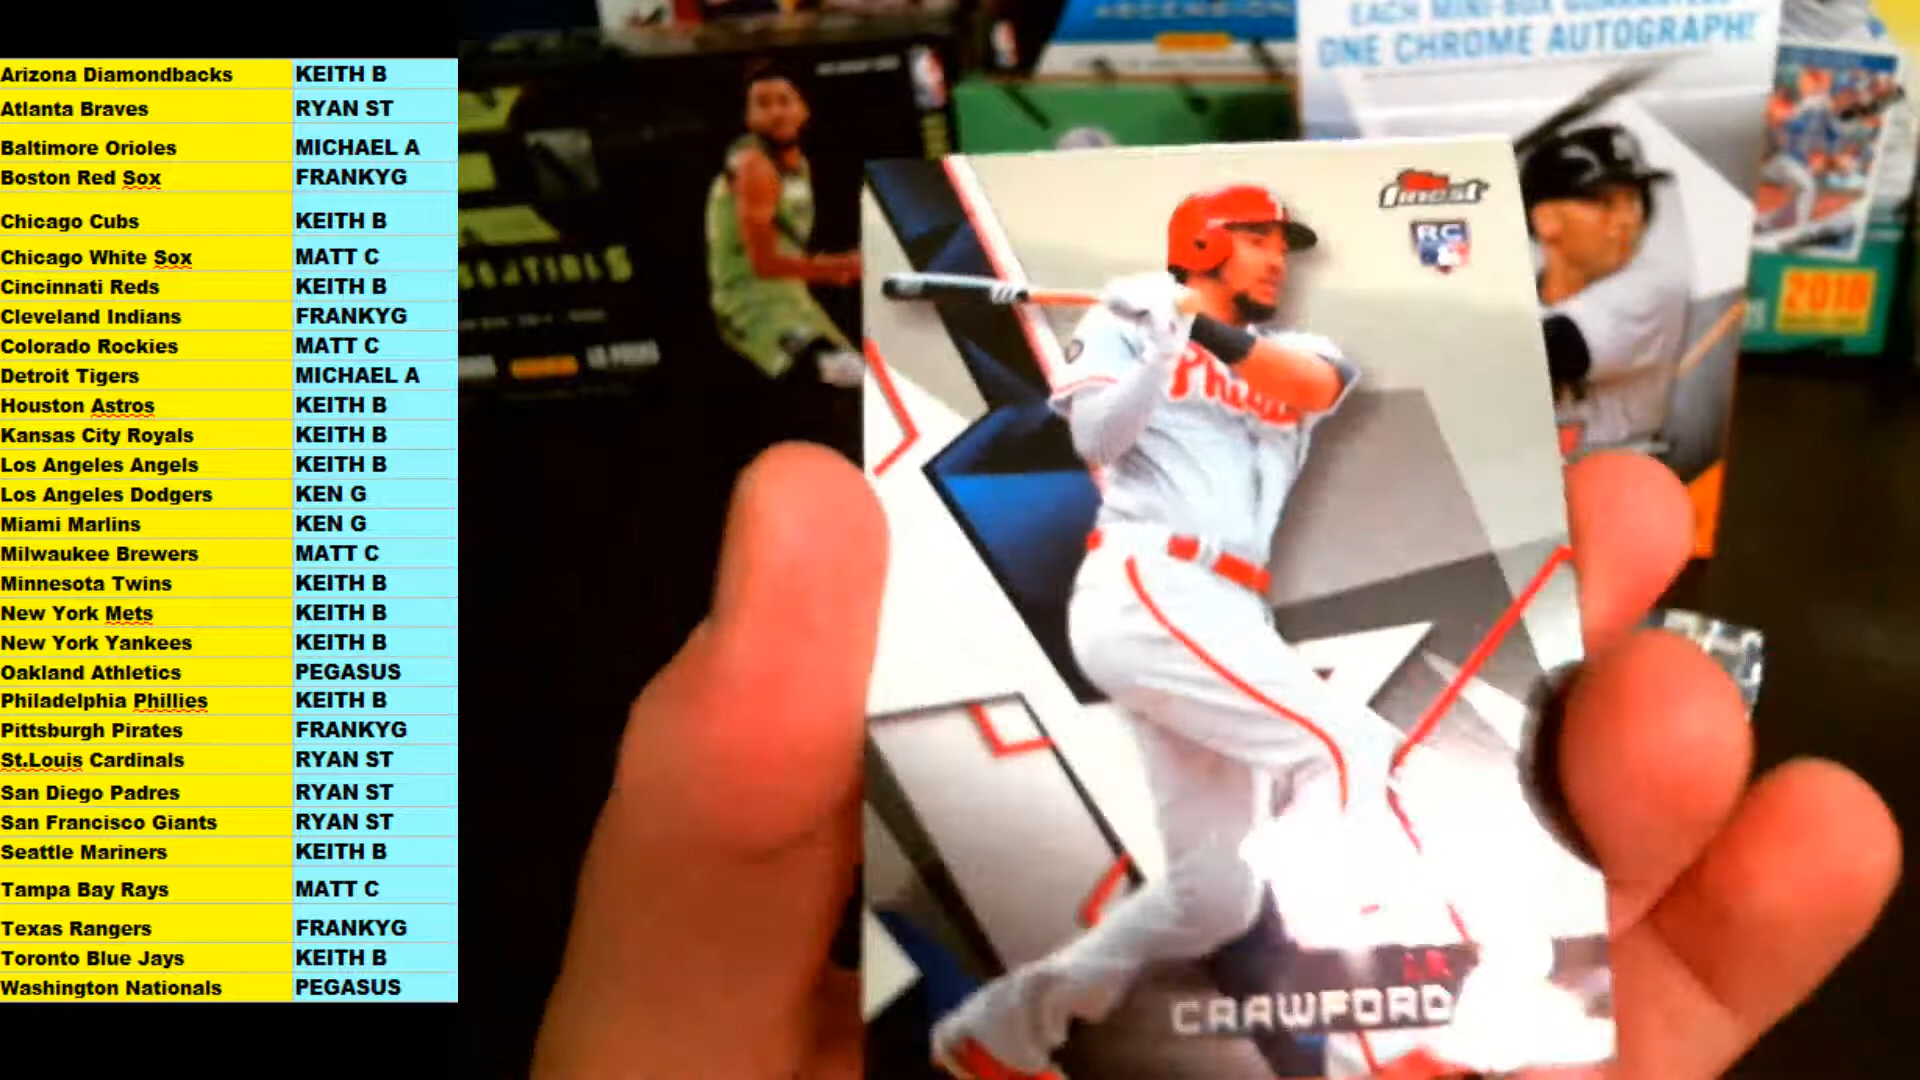 Arizona Diamondbacks KEITH B
Atlanta Braves RYAN ST
Baltimore Orioles MICHAEL A
Boston Red Sox FRANKYG
Chicago Cubs KEITH B
Chicago White Sox MATT C
Cincinnati Reds KEITH B
Cleveland Indians FRANKYG
Colorado Rockies MATT C
Detroit Tigers MICHAEL A
Houston Astros KEITH B
Kansas City Royals KEITH B
Los Angeles Angels KEITH B
Los Angeles Dodgers KEN G
Miami Marlins KEN G
Milwaukee Brewers MATT C
Minnesota Twins KEITH B
New York Mets KEITH B
New York Yankees KEITH B
Oakland Athletics PEGASUS
Philadelphia Phillies KEITH B
Pittsburgh Pirates FRANKYG
St.Louis Cardinals RYAN ST
San Diego Padres RYAN ST
San Francisco Giants RYAN ST
Seattle Mariners KEITH B
Tampa Bay Rays MATT C
Texas Rangers FRANKYG
Toronto Blue Jays KEITH B
Washington Nationals PEGASUS
ASCENSION
EACH MINI-BOX
ONE CHROME AUTOGRAPH!
finest
RC
Phillies
2018
CRAWFORD